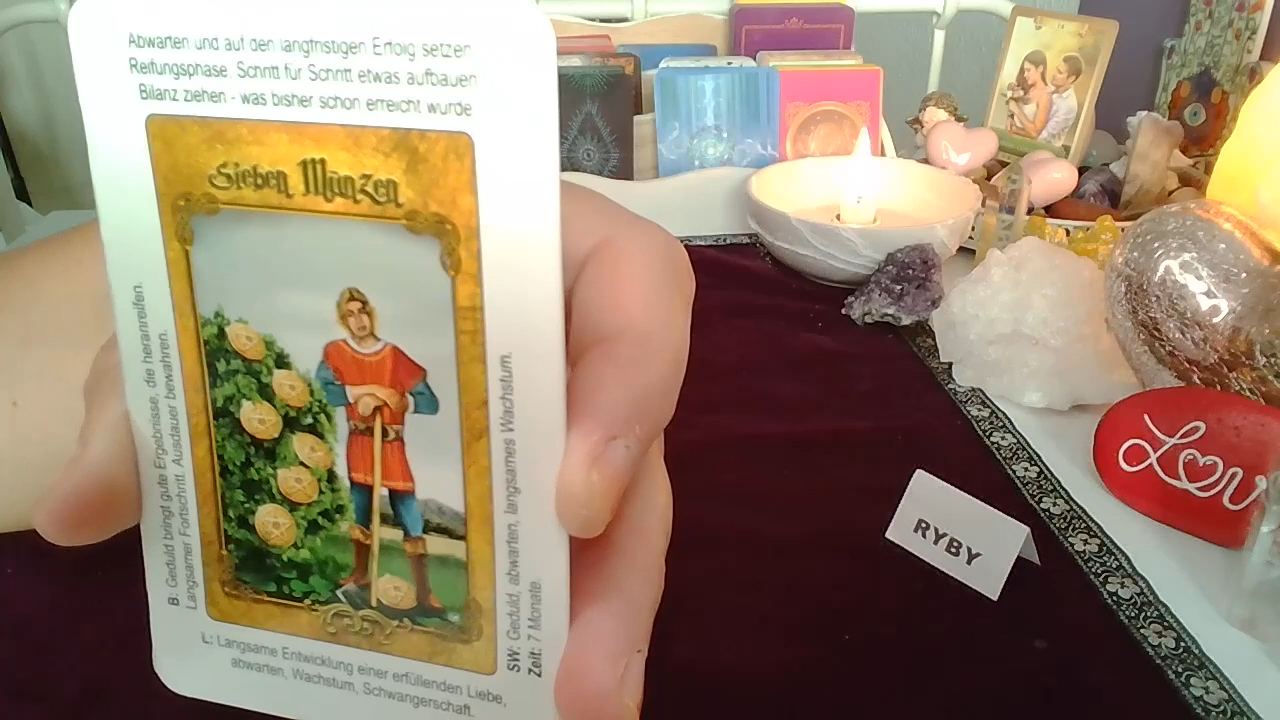 Abwarten und auf den langfristigen Erfolg setzen
Reifungsphase. Schritt für Schritt etwas aufbauen
Bilanz ziehen - was bisher schon erreicht wurde
Sieben Münzen
B: Geduld bringt gute Ergebnisse, die heranreifen.
Langsamer Fortschritt. Ausdauer bewahren.
SW: Geduld, abwarten, langsames Wachstum.
Zeit: 7 Monate.
L: Langsame Entwicklung einer erfüllenden Liebe,
abwarten, Wachstum, Schwangerschaft.
RYBY
Lov